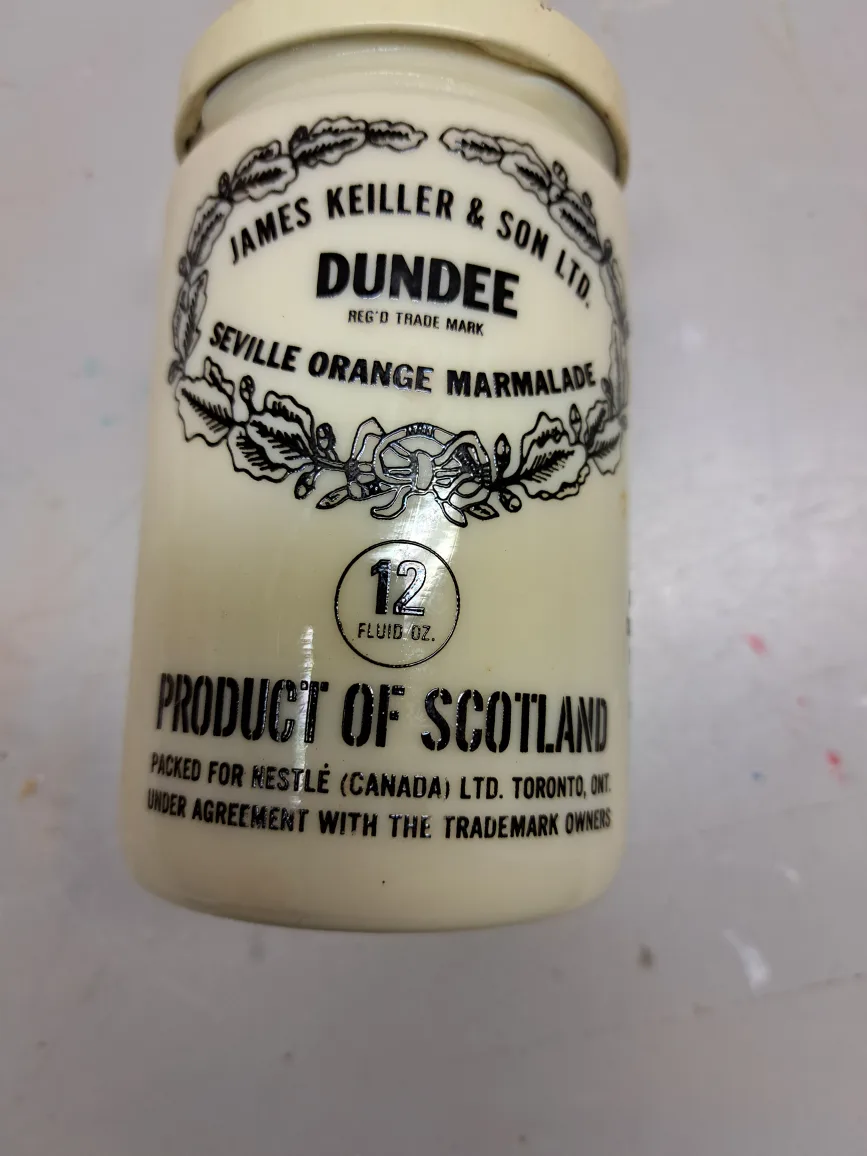 JAMES KEILLER & SON LTD.
DUNDEE
REG'D TRADE MARK
SEVILLE ORANGE MARMALADE
12
FLUID OZ.
PRODUCT OF SCOTLAND
PACKED FOR NESTLÉ (CANADA) LTD. TORONTO, ONT.
UNDER AGREEMENT WITH THE TRADEMARK OWNERS